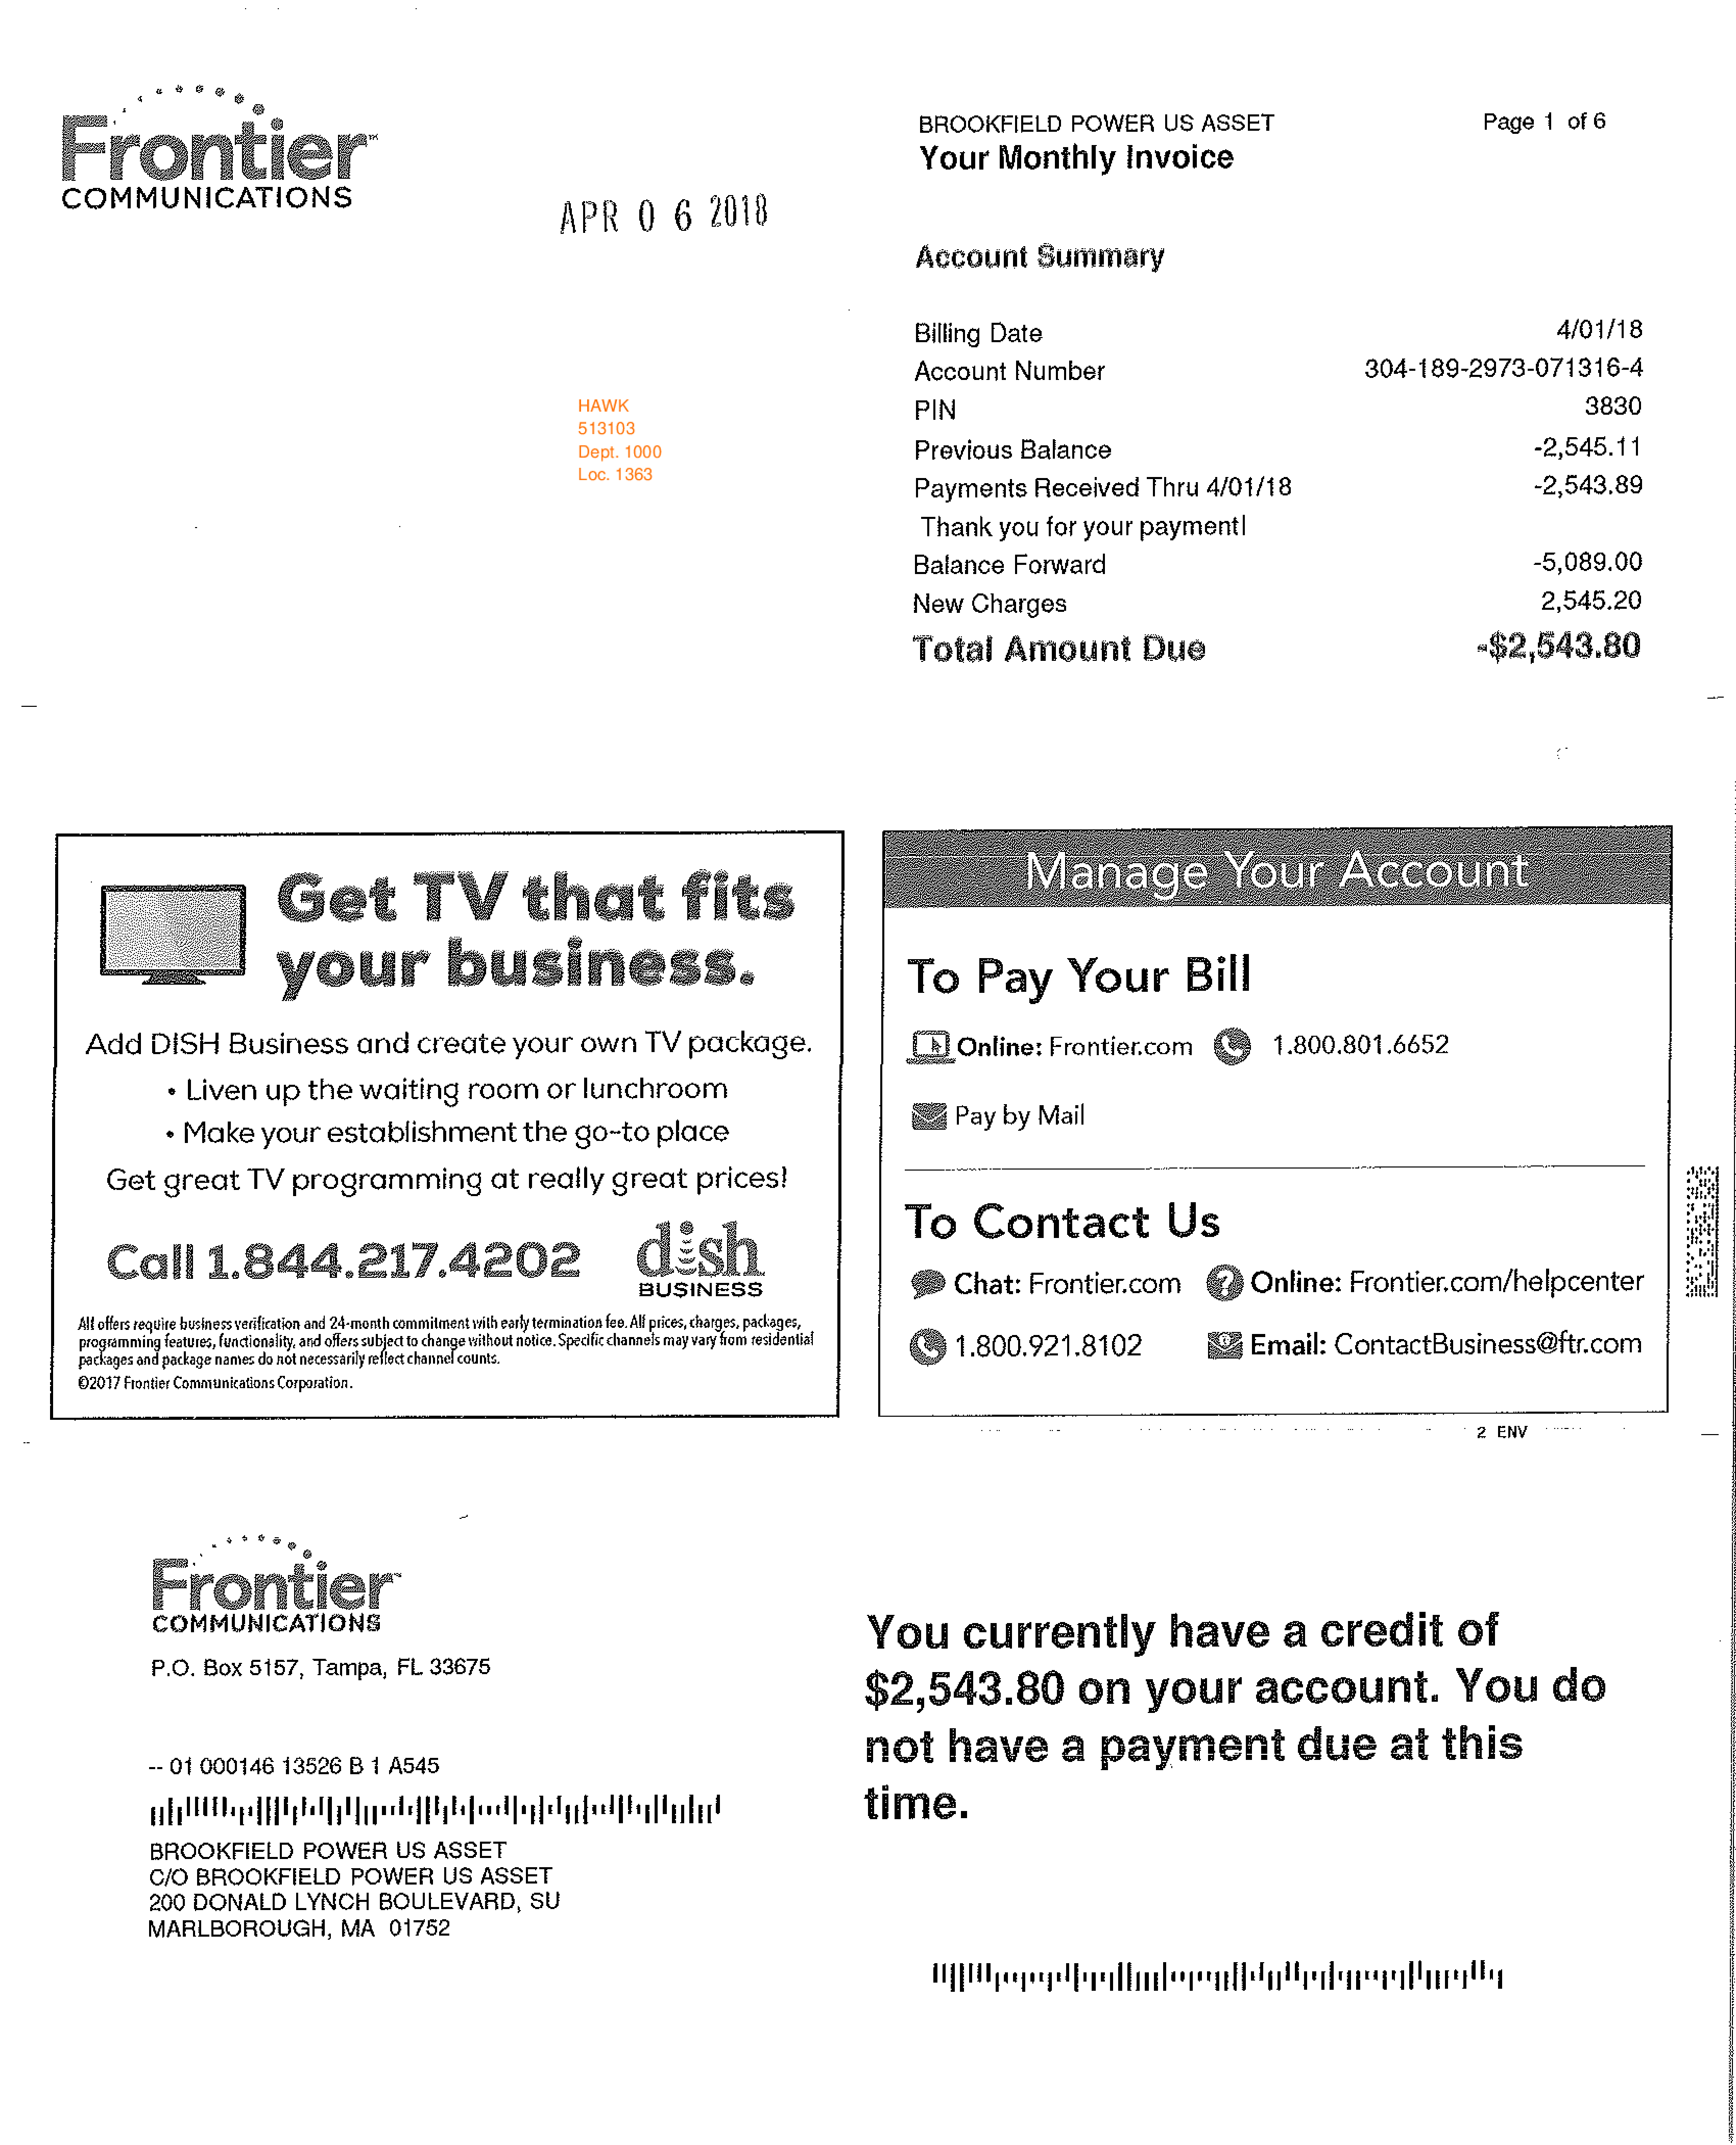 Frontier
COMMUNICATIONS
APR 0 6 2018
BROOKFIELD POWER US ASSET
Page 1 of 6
Your Monthly Invoice
Account Summary
Billing Date 4/01/18
Account Number 304-189-2973-071316-4
PIN 3830
Previous Balance -2,545.11
Payments Received Thru 4/01/18 -2,543.89
Thank you for your payment!
Balance Forward -5,089.00
New Charges 2,545.20
Total Amount Due -$2,543.80
HAWK
513103
Dept. 1000
Loc. 1363
Get TV that fits
your business.
Add DISH Business and create your own TV package.
• Liven up the waiting room or lunchroom
• Make your establishment the go-to place
Get great TV programming at really great prices!
Call 1.844.217.4202
dish
BUSINESS
All offers require business verification and 24-month commitment with early termination fee. All prices, charges, packages,
programming features, functionality, and offers subject to change without notice. Specific channels may vary from residential
packages and package names do not necessarily reflect channel counts.
©2017 Frontier Communications Corporation.
Manage Your Account
To Pay Your Bill
Online: Frontier.com 1.800.801.6652
Pay by Mail
To Contact Us
Chat: Frontier.com Online: Frontier.com/helpcenter
1.800.921.8102 Email: ContactBusiness@ftr.com
2 ENV
Frontier
COMMUNICATIONS
P.O. Box 5157, Tampa, FL 33675
-- 01 000146 13526 B 1 A545
BROOKFIELD POWER US ASSET
C/O BROOKFIELD POWER US ASSET
200 DONALD LYNCH BOULEVARD, SU
MARLBOROUGH, MA 01752
You currently have a credit of
$2,543.80 on your account. You do
not have a payment due at this
time.